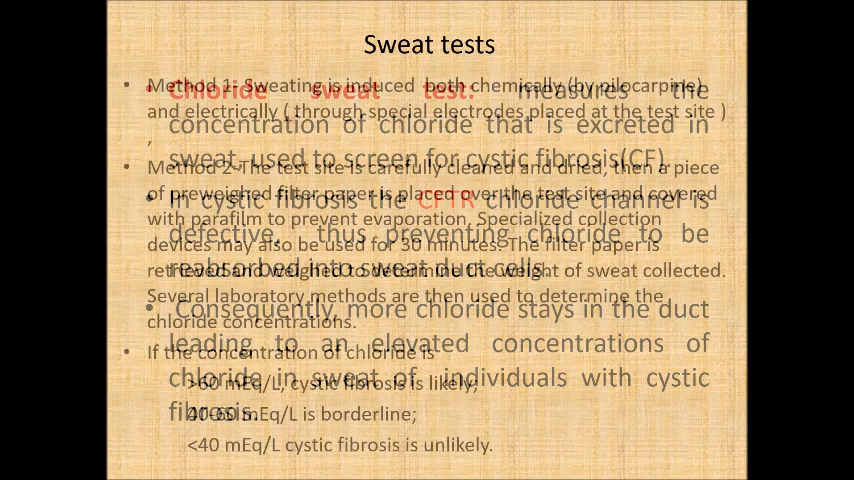 Sweat tests
• Chloride sweat test: measures the
concentration of chloride that is excreted in
sweat, used to screen for cystic fibrosis(CF).
• In cystic fibrosis the CFTR chloride channel is
defective, thus preventing chloride to be
reabsorbed into sweat duct cells.
• Consequently, more chloride stays in the duct
leading to an elevated concentrations of
chloride in sweat of individuals with cystic
fibrosis.
• Method 1- Sweating is induced both chemically (by pilocarpine)
and electrically ( through special electrodes placed at the test site )
,
• Method 2-The test site is carefully cleaned and dried, then a piece
of preweighed filter paper is placed over the test site and covered
with parafilm to prevent evaporation. Specialized collection
devices may also be used for 30 minutes. The filter paper is
retrieved and weighed to determine the weight of sweat collected.
Several laboratory methods are then used to determine the
chloride concentrations.
• If the concentration of chloride is
>60 mEq/L, cystic fibrosis is likely;
40-60 mEq/L is borderline;
<40 mEq/L cystic fibrosis is unlikely.